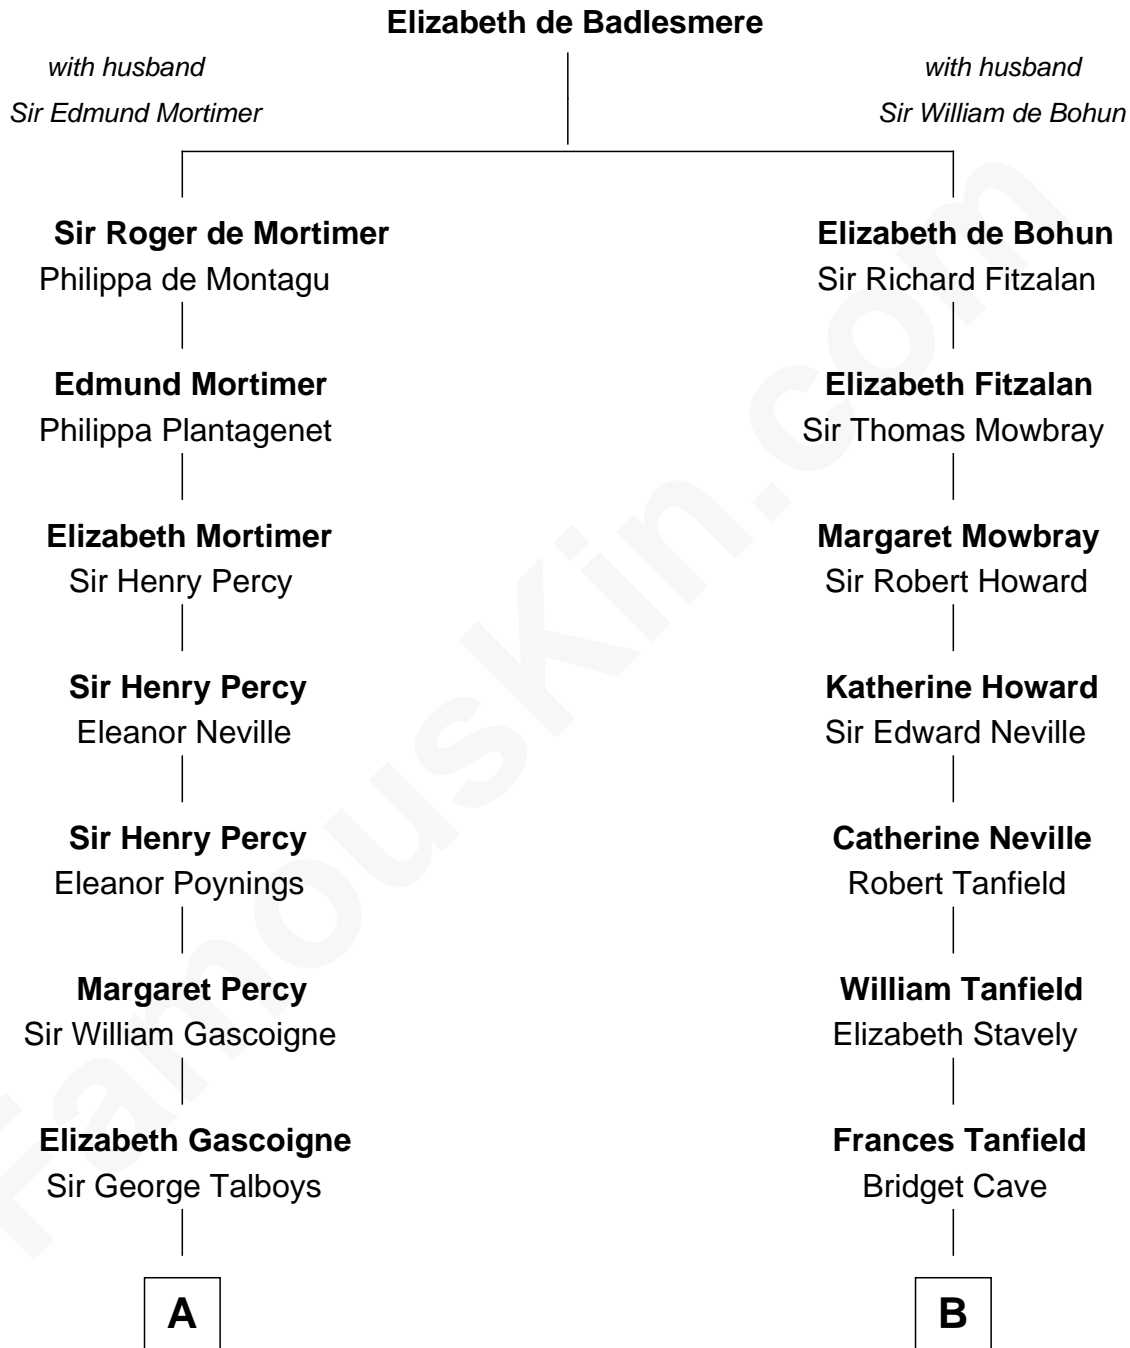 Elizabeth de Badlesmere
with husband
Sir Edmund Mortimer
with husband
Sir William de Bohun
Sir Roger de Mortimer
Philippa de Montagu
Elizabeth de Bohun
Sir Richard Fitzalan
Edmund Mortimer
Philippa Plantagenet
Elizabeth Fitzalan
Sir Thomas Mowbray
Elizabeth Mortimer
Sir Henry Percy
Margaret Mowbray
Sir Robert Howard
Sir Henry Percy
Eleanor Neville
Katherine Howard
Sir Edward Neville
Sir Henry Percy
Eleanor Poynings
Catherine Neville
Robert Tanfield
Margaret Percy
Sir William Gascoigne
William Tanfield
Elizabeth Stavely
Elizabeth Gascoigne
Sir George Talboys
Frances Tanfield
Bridget Cave
A
B
FamousKin.com